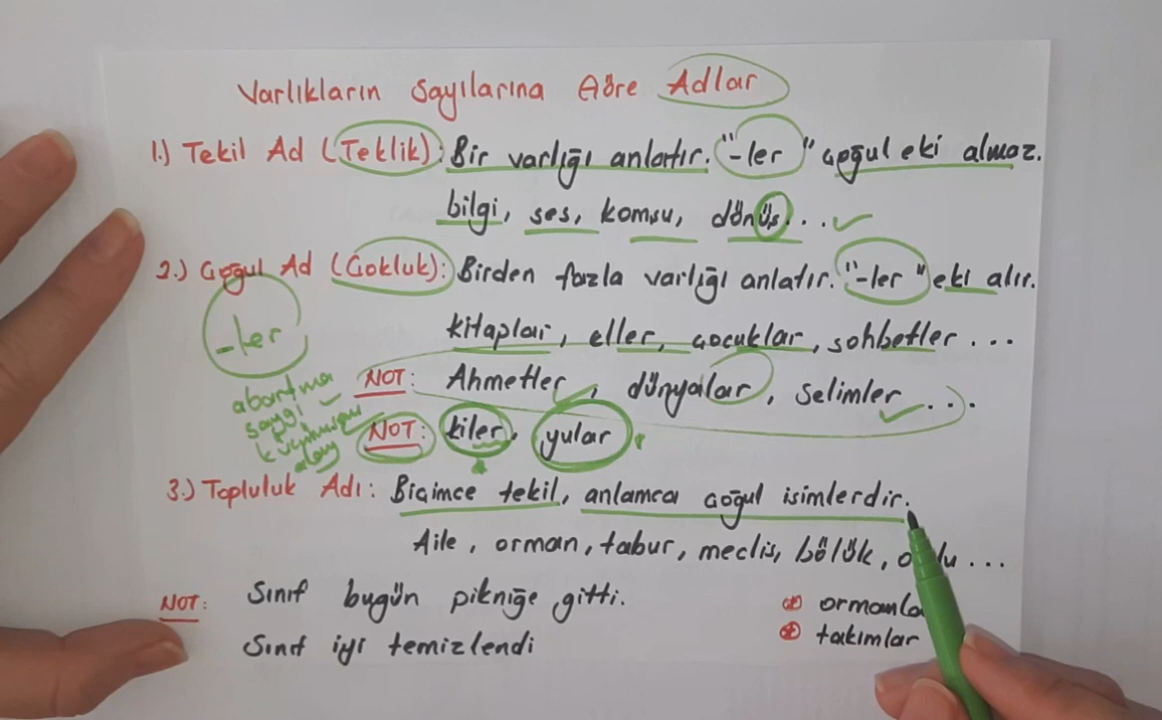 Varlıkların Sayılarına Göre Adlar
1.) Tekil Ad (Teklik): Bir varlığı anlatır. "-ler" çoğul eki almaz.
bilgi, ses, komşu, dönüş...
2.) Çoğul Ad (Çokluk): Birden fazla varlığı anlatır. "-ler" eki alır.
-ler
kitaplar, eller, çocuklar, sohbetler...
NOT: Ahmetler, dünyalar, Selimler...
abartma
saygı
küçümseme
alay
NOT: kiler, yular
3.) Topluluk Adı: Biçimce tekil, anlamca çoğul isimlerdir.
Aile, orman, tabur, meclis, bölük, ...
NOT: Sınıf bugün pikniğe gitti.
Sınıf iyi temizlendi
takımlar